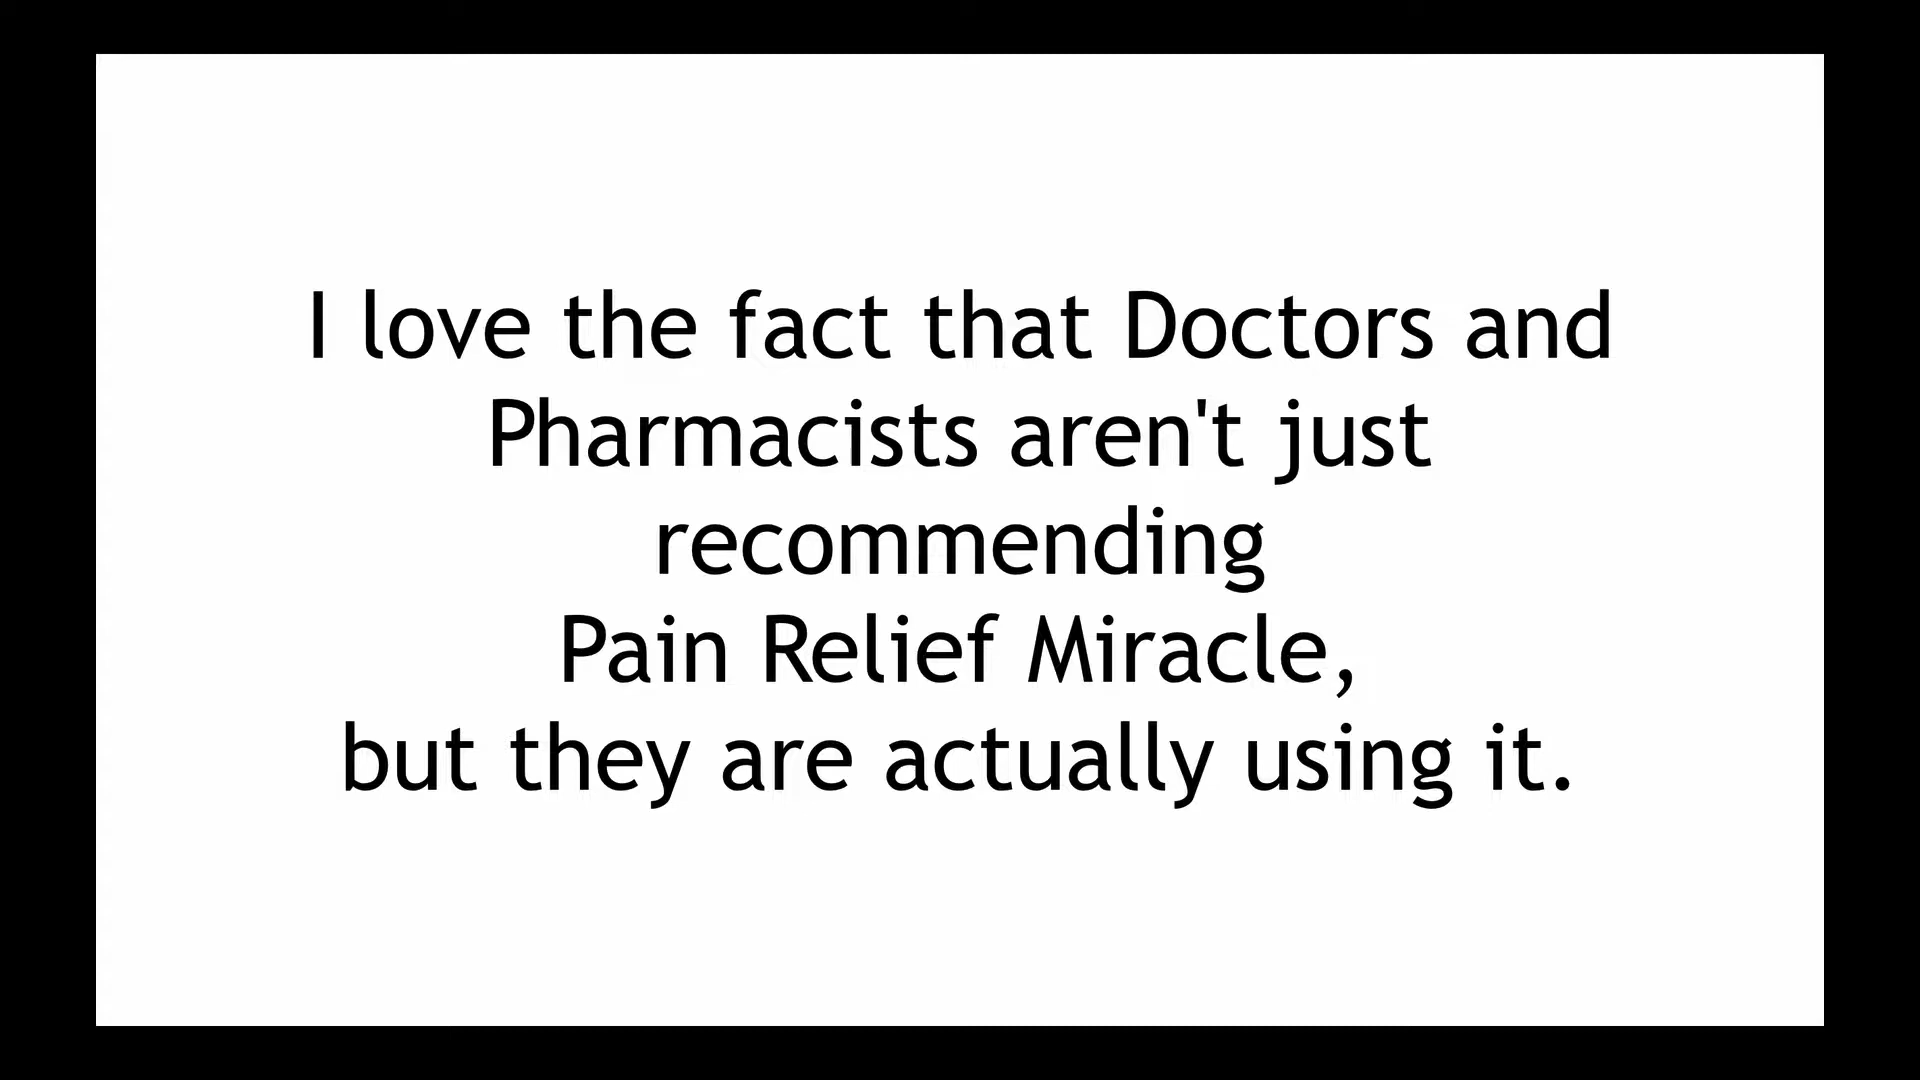 I love the fact that Doctors and
Pharmacists aren't just
recommending
Pain Relief Miracle,
but they are actually using it.